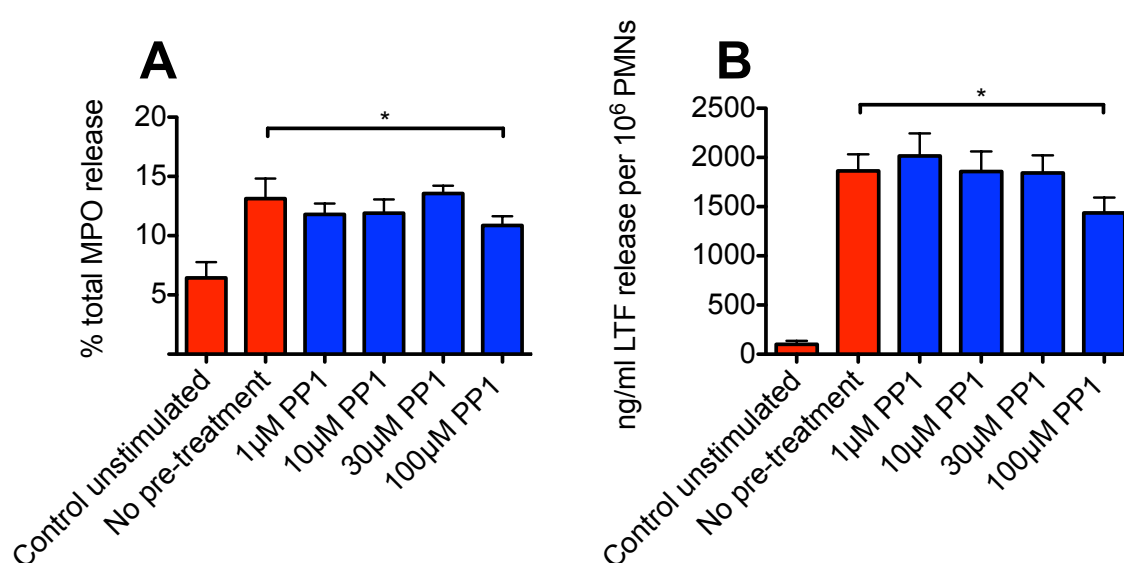 A
% total MPO release
20
15
10
5
*
Control unstimulated
No pre-treatment
1µM PP1
10µM PP1
30µM PP1
100µM PP1
B
ng/ml LTF release per 10⁶ PMNs
2500
2000
1500
1000
500
0
*
Control unstimulated
No pre-treatment
1µM PP1
10µM PP1
30µM PP1
100µM PP1